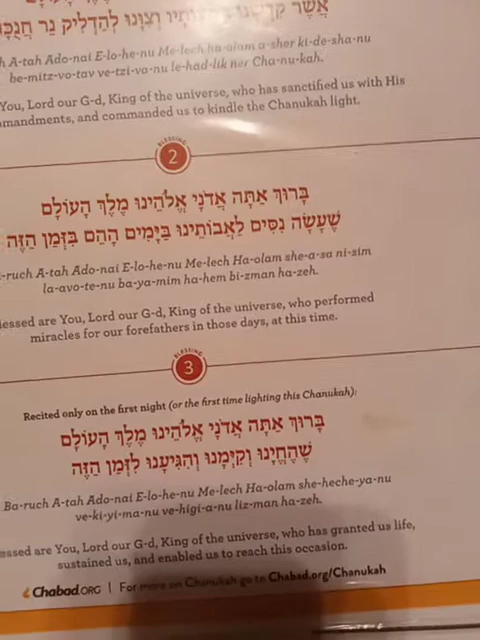 אֲשֶׁר קִדְּשָׁנוּ וְצִוָּנוּ לְהַדְלִיק נֵר חֲנֻכָּה
A-tah Ado-nai E-lo-he-nu Me-lech ha-olam a-sher ki-de-sha-nu
be-mitz-vo-tav ve-tzi-va-nu le-had-lik ner Cha-nu-kah.
You, Lord our G-d, King of the universe, who has sanctified us with His
and commanded us to kindle the Chanukah light.
BLESSING
2
בָּרוּךְ אַתָּה אֲדֹנָי אֱלֹהֵינוּ מֶלֶךְ הָעוֹלָם
שֶׁעָשָׂה נִסִּים לַאֲבוֹתֵינוּ בַּיָּמִים הָהֵם בִּזְּמַן הַזֶּה
-ruch A-tah Ado-nai E-lo-he-nu Me-lech Ha-olam she-a-sa ni-sim
la-avo-te-nu ba-ya-mim ha-hem bi-zman ha-zeh.
essed are You, Lord our G-d, King of the universe, who performed
miracles for our forefathers in those days, at this time.
BLESSING
3
Recited only on the first night (or the first time lighting this Chanukah):
בָּרוּךְ אַתָּה אֲדֹנָי אֱלֹהֵינוּ מֶלֶךְ הָעוֹלָם
שֶׁהֶחֱיָנוּ וְקִיְּמָנוּ וְהִגִּיעָנוּ לִזְּמַן הַזֶּה
Ba-ruch A-tah Ado-nai E-lo-he-nu Me-lech Ha-olam she-heche-ya-nu
ve-ki-yi-ma-nu ve-higi-a-nu liz-man ha-zeh.
essed are You, Lord our G-d, King of the universe, who has granted us life,
sustained us, and enabled us to reach this occasion.
Chabad.ORG | For more on Chanukah go to Chabad.org/Chanukah